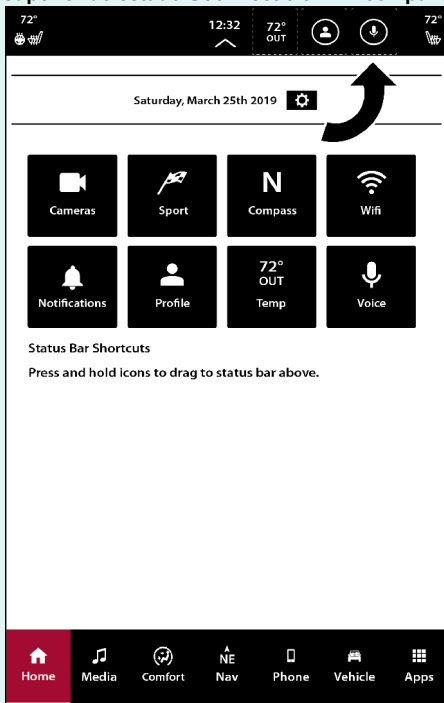 72° 12:32 72° OUT 72°
Saturday, March 25th 2019
Cameras Sport N Compass Wifi
Notifications Profile 72° OUT Temp Voice
Status Bar Shortcuts
Press and hold icons to drag to status bar above.
NE
Home Media Comfort Nav Phone Vehicle Apps